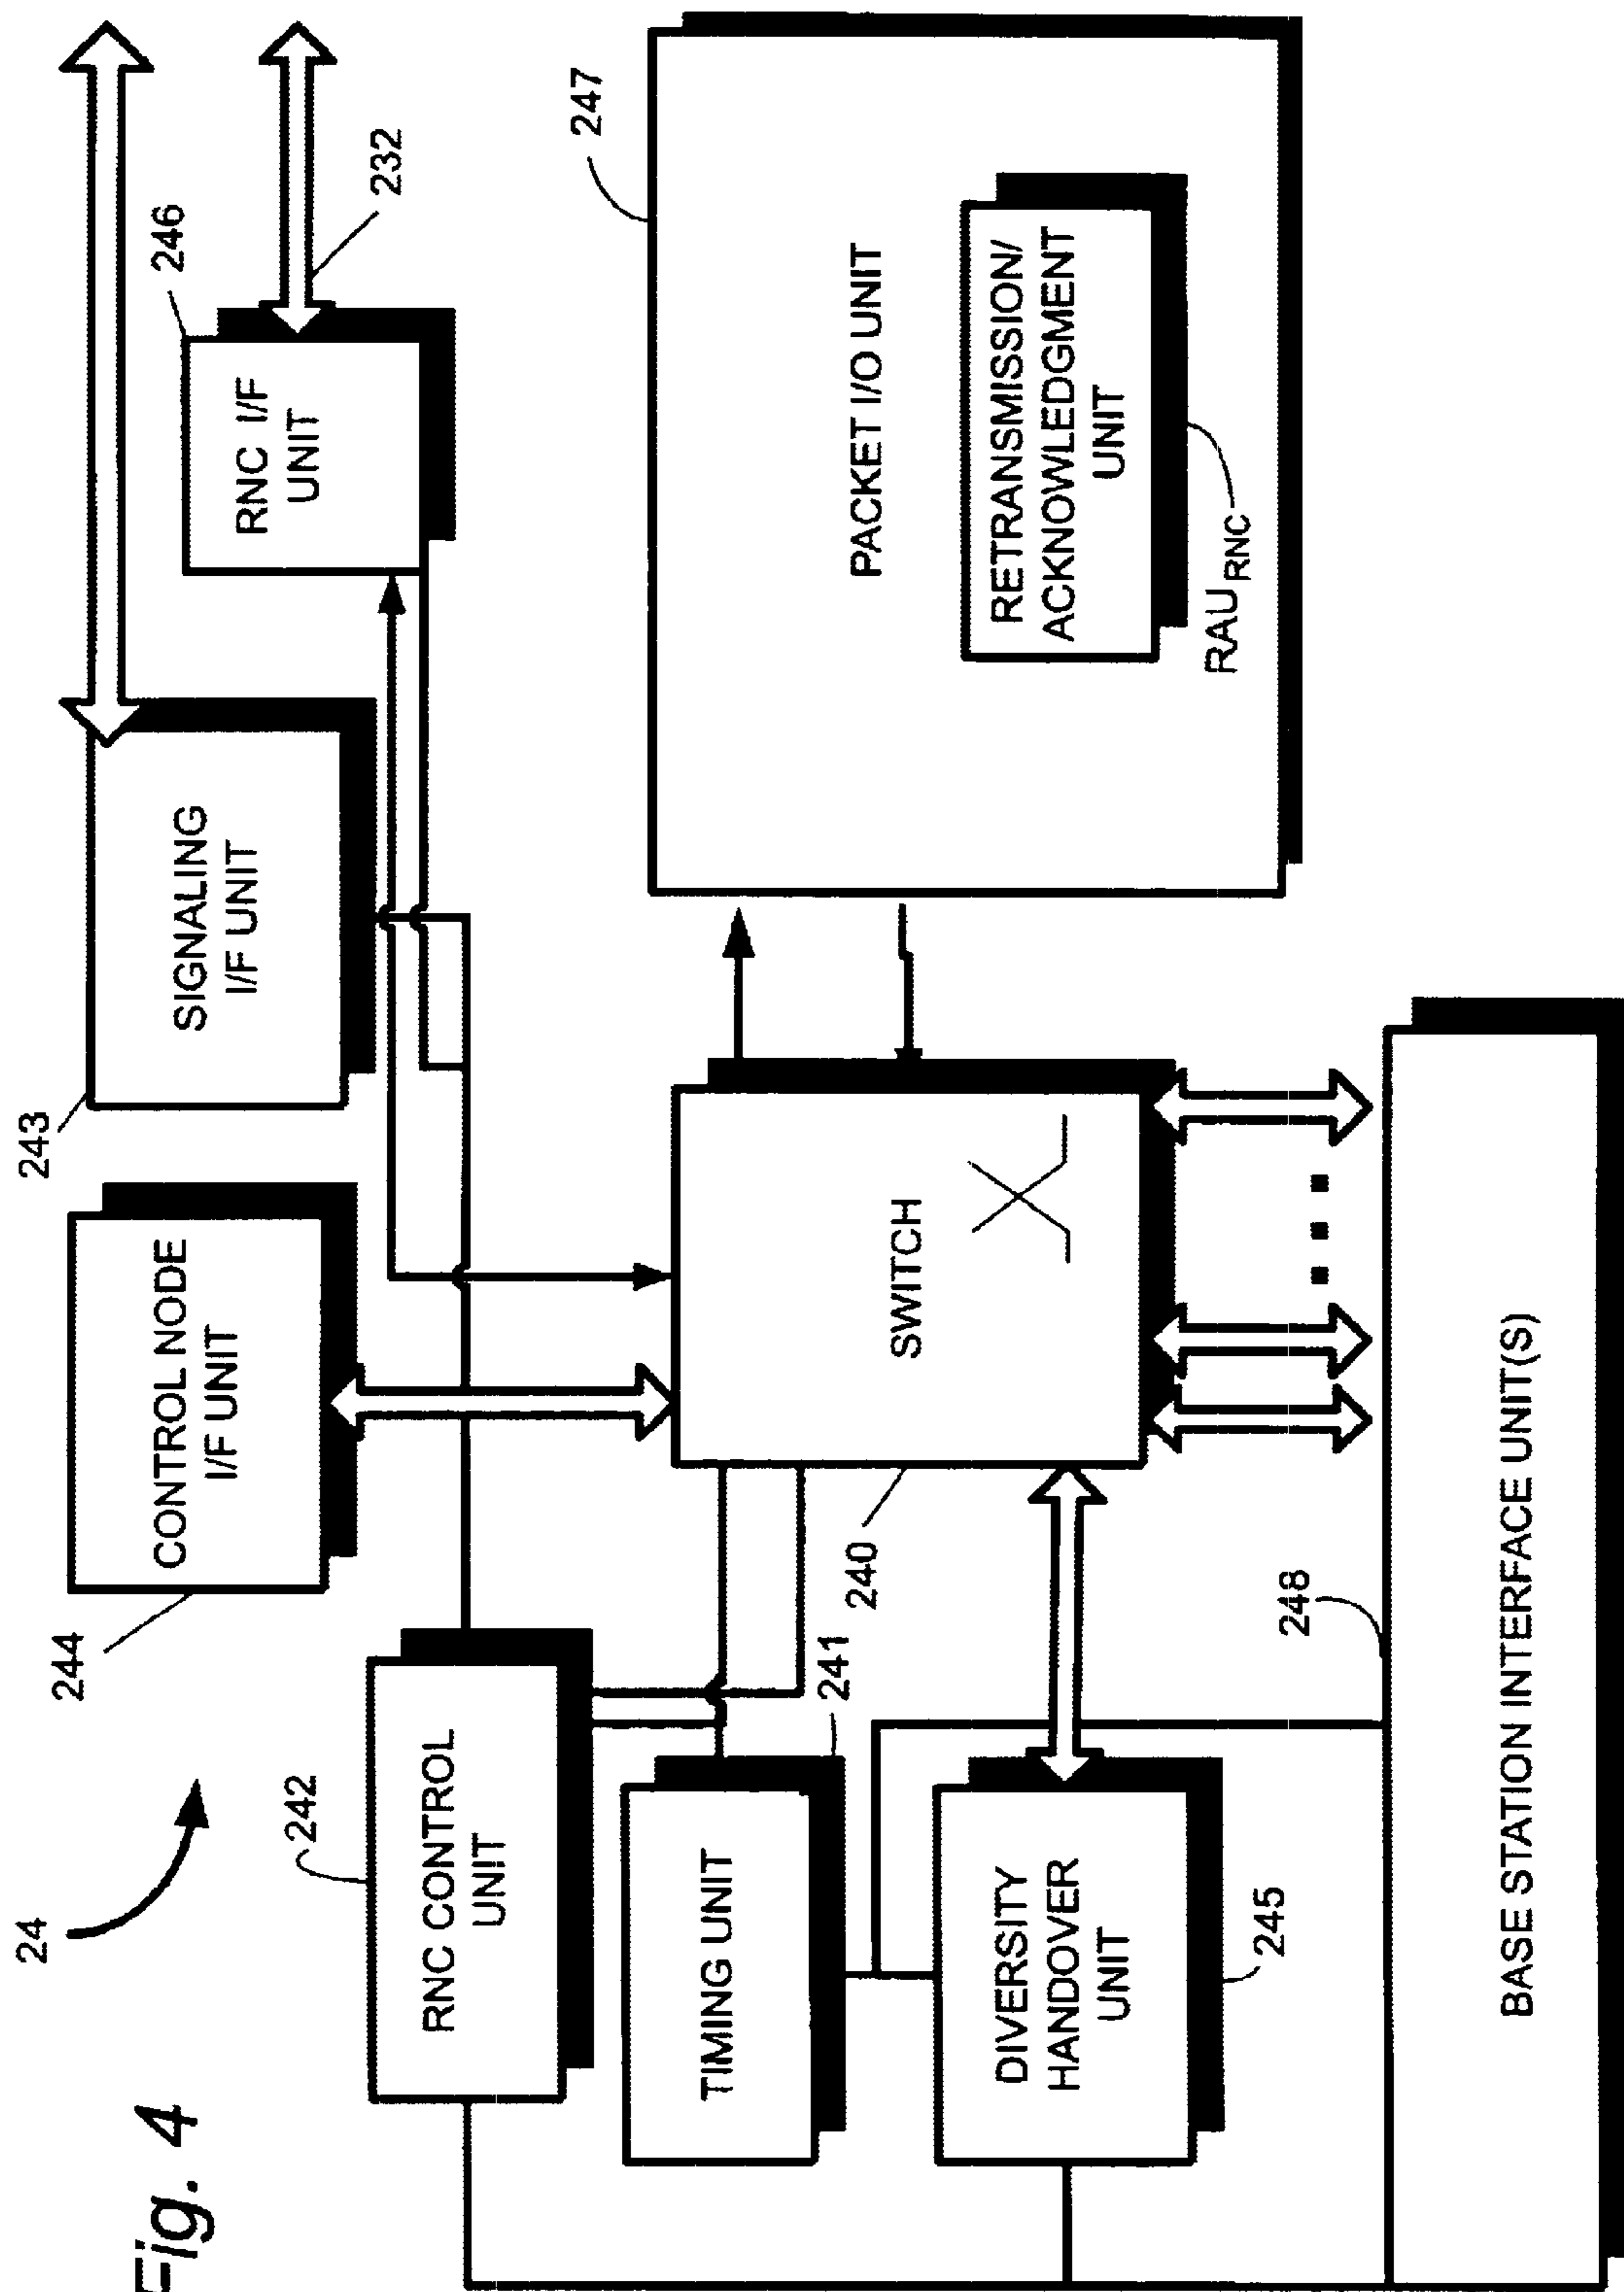 Fig. 4
24
244
CONTROL NODE
I/F UNIT
243
SIGNALING
I/F UNIT
246
RNC I/F
UNIT
232
242
RNC CONTROL
UNIT
TIMING UNIT
241
240
SWITCH
247
PACKET I/O UNIT
RETRANSMISSION/
ACKNOWLEDGMENT
UNIT
RAU RNC
DIVERSITY
HANDOVER
UNIT
245
248
BASE STATION INTERFACE UNIT(S)